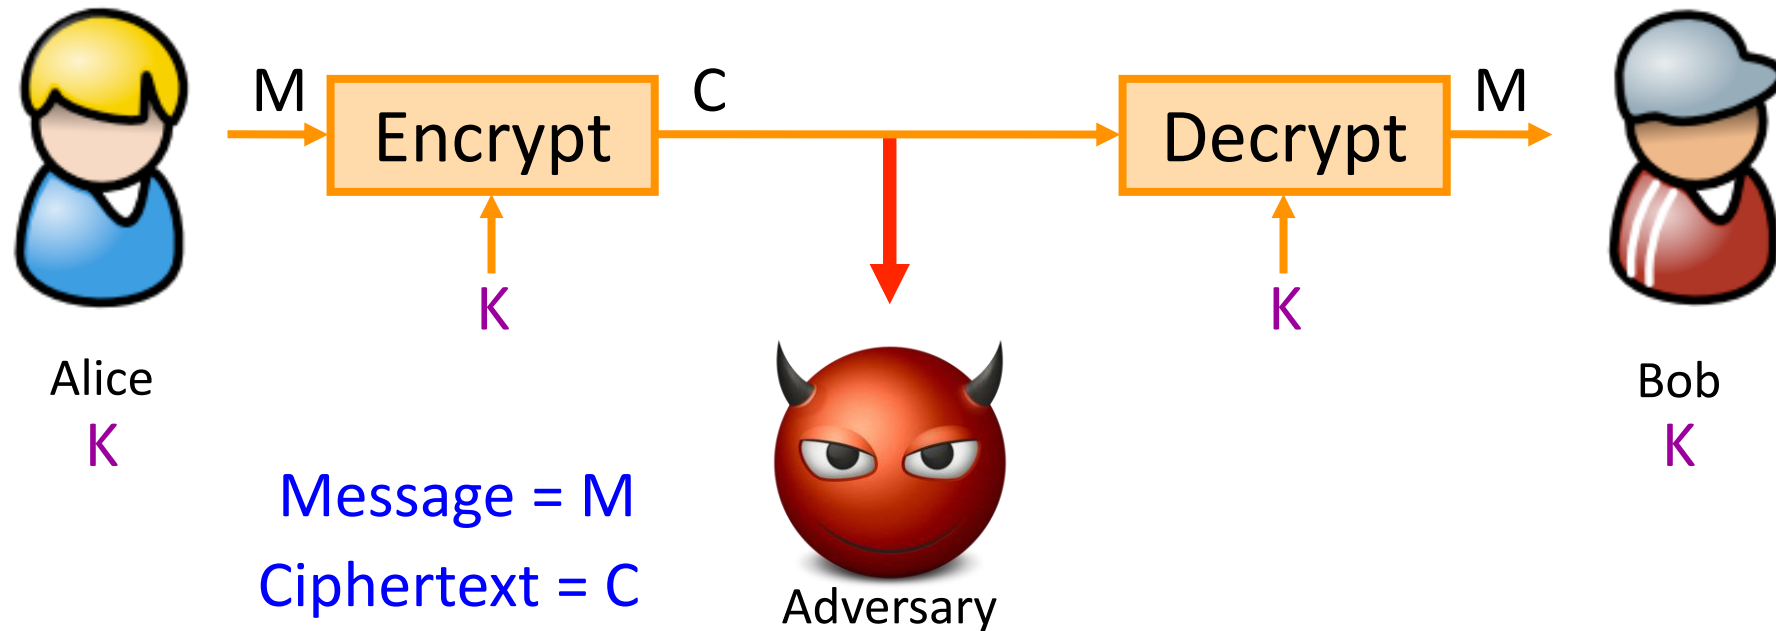 M
Encrypt
C
Decrypt
M
K
K
Alice
K
Bob
K
Message = M
Ciphertext = C
Adversary